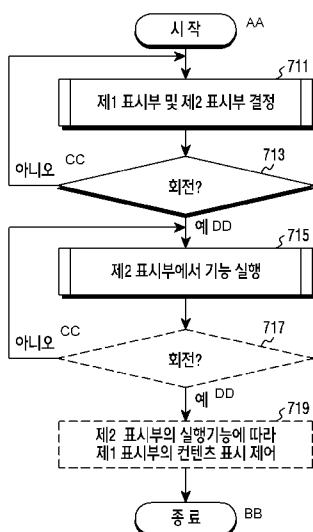 시 작 AA
711
제1 표시부 및 제2 표시부 결정
아니오 CC
713
회전?
예 DD
715
제2 표시부에서 기능 실행
아니오 CC
717
회전?
예 DD
719
제2 표시부의 실행기능에 따라
제1 표시부의 컨텐츠 표시 제어
종 료 BB